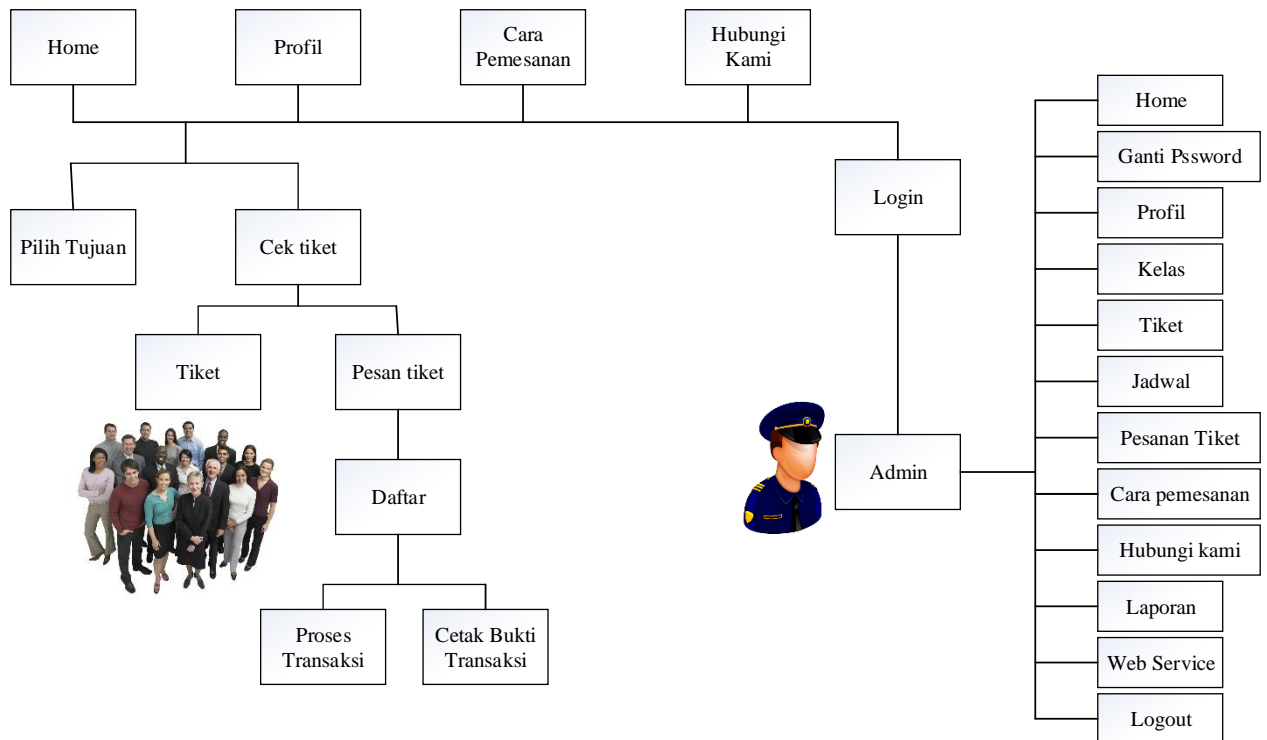 Home
Profil
Cara
Pemesanan
Hubungi
Kami
Pilih Tujuan
Cek tiket
Login
Tiket
Pesan tiket
Daftar
Admin
Proses
Transaksi
Cetak Bukti
Transaksi
Home
Ganti Pssword
Profil
Kelas
Tiket
Jadwal
Pesanan Tiket
Cara pemesanan
Hubungi kami
Laporan
Web Service
Logout